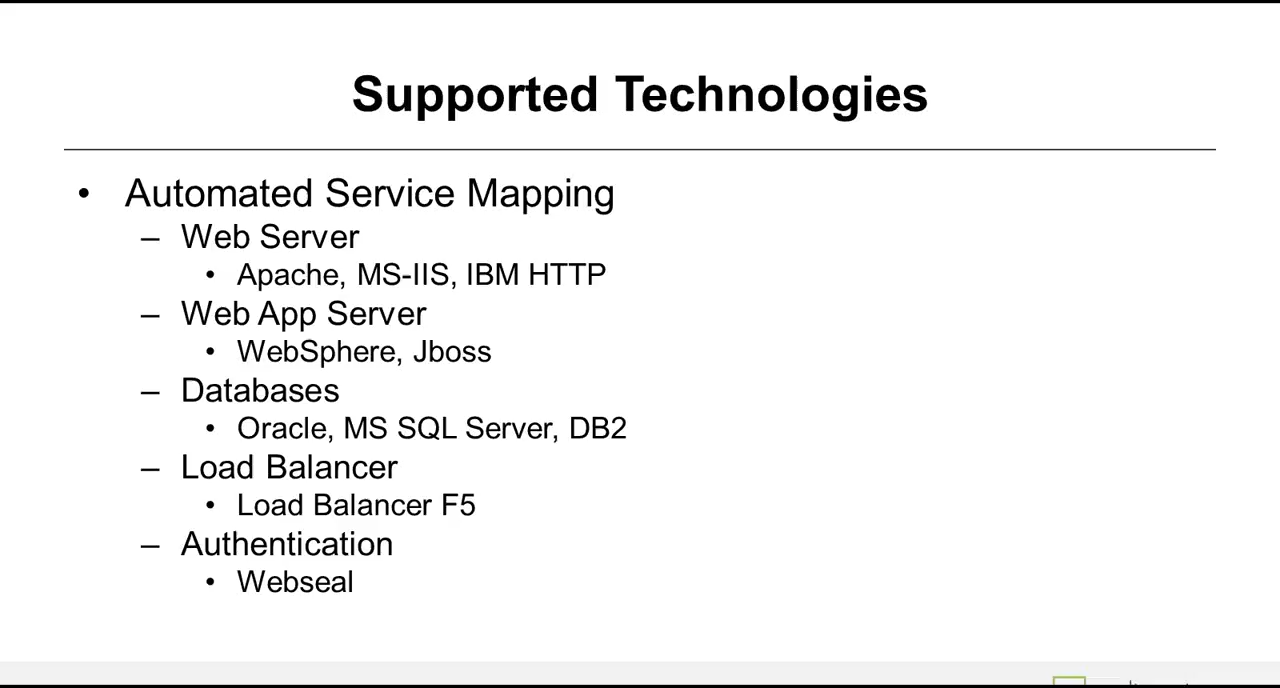 Supported Technologies
• Automated Service Mapping
– Web Server
• Apache, MS-IIS, IBM HTTP
– Web App Server
• WebSphere, Jboss
– Databases
• Oracle, MS SQL Server, DB2
– Load Balancer
• Load Balancer F5
– Authentication
• Webseal